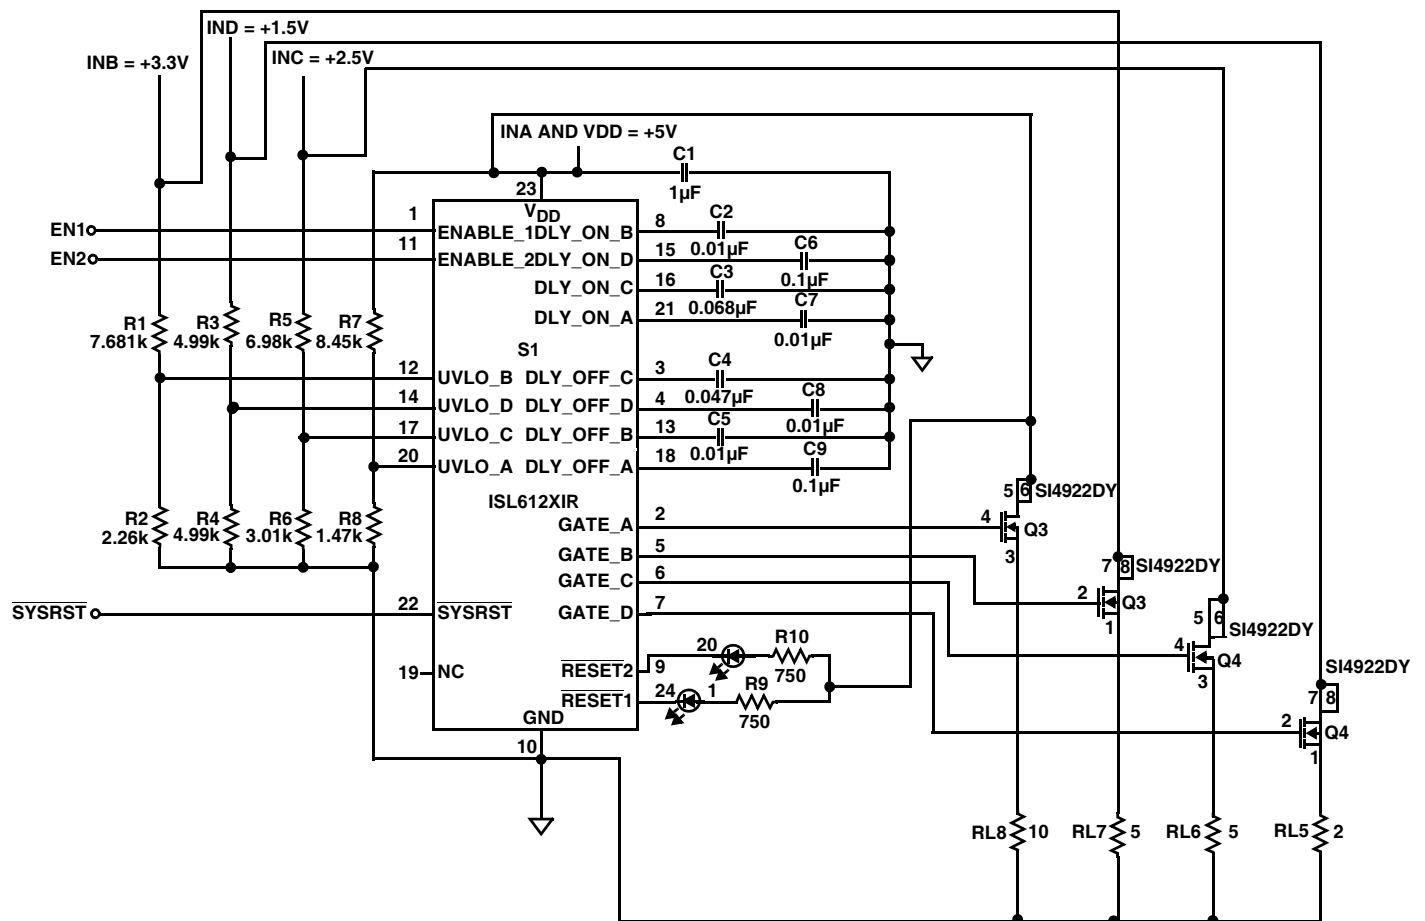 IND = +1.5V
INB = +3.3V
INC = +2.5V
INA AND VDD = +5V
C1
1µF
23
VDD
EN1
1
ENABLE_1
DLY_ON_B
8
C2
0.01µF
EN2
11
ENABLE_2
DLY_ON_D
15
C6
0.1µF
DLY_ON_C
16
C3
0.068µF
DLY_ON_A
21
C7
0.01µF
R1
7.681k
R3
4.99k
R5
6.98k
R7
8.45k
S1
12
UVLO_B
DLY_OFF_C
3
C4
0.047µF
14
UVLO_D
DLY_OFF_D
4
C8
0.01µF
17
UVLO_C
DLY_OFF_B
13
C5
0.01µF
20
UVLO_A
DLY_OFF_A
18
C9
0.1µF
ISL612XIR
R2
2.26k
R4
4.99k
R6
3.01k
R8
1.47k
GATE_A
2
GATE_B
5
GATE_C
6
GATE_D
7
SYSRST
22
SYSRST
19
NC
RESET2
9
20
R10
750
RESET1
24
1
R9
750
GND
10
5
6
SI4922DY
4
Q3
3
7
8
SI4922DY
2
Q3
1
5
6
SI4922DY
4
Q4
3
SI4922DY
7
8
2
Q4
1
RL8
10
RL7
5
RL6
5
RL5
2